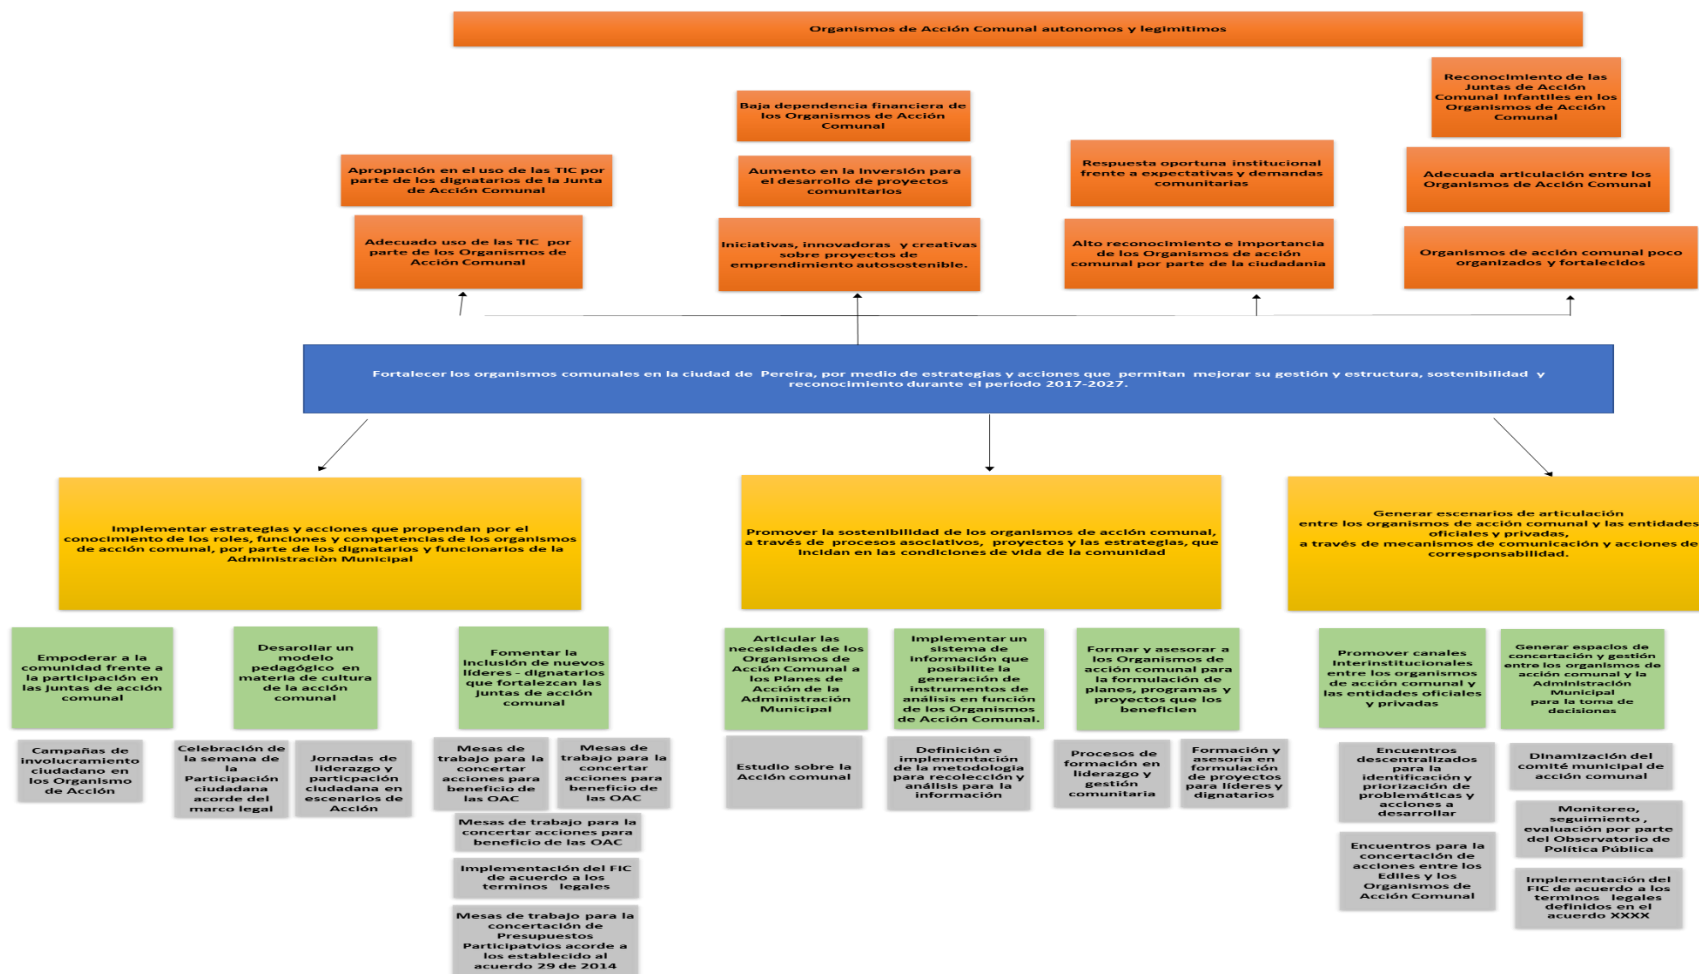 Organismos de Acción Comunal autonomos y legimitimos
Reconocimiento de las
Juntas de Acción
Comunal Infantiles en los
Organismos de Acción
Comunal
Baja dependencia financiera de
los Organismos de Acción
Comunal
Apropiación en el uso de las TIC por
parte de los dignatarios de la Junta
de Acción Comunal
Aumento en la Inversión para
el desarrollo de proyectos
comunitarios
Respuesta oportuna institucional
frente a expectativas y demandas
comunitarias
Adecuada articulación entre los
Organismos de Acción Comunal
Adecuado uso de las TIC por
parte de los Organismos de
Acción Comunal
Iniciativas, innovadoras y creativas
sobre proyectos de
emprendimiento autosostenible.
Alto reconocimiento e importancia
de los Organismos de acción
comunal por parte de la ciudadania
Organismos de acción comunal poco
organizados y fortalecidos
Fortalecer los organismos comunales en la ciudad de Pereira, por medio de estrategias y acciones que permitan mejorar su gestión y estructura, sostenibilidad y
reconocimiento durante el período 2017-2027.
Implementar estrategias y acciones que propendan por el
conocimiento de los roles, funciones y competencias de los organismos
de acción comunal, por parte de los dignatarios y funcionarios de la
Administraciòn Municipal
Promover la sostenibilidad de los organismos de acción comunal,
a través de procesos asociativos, proyectos y las estrategias, que
incidan en las condiciones de vida de la comunidad
Generar escenarios de articulación
entre los organismos de acción comunal y las entidades
oficiales y privadas,
a través de mecanismos de comunicación y acciones de
corresponsabilidad.
Empoderar a la
comunidad frente a
la participación en
las juntas de acción
comunal
Desarollar un
modelo
pedagógico en
materia de cultura
de la acción
comunal
Fomentar la
inclusión de nuevos
líderes - dignatarios
que fortalezcan las
juntas de acción
comunal
Articular las
necesidades de los
Organismos de
Acción Comunal a
los Planes de
Acción de la
Administración
Municipal
Implementar un
sistema de
información que
posibilite la
generación de
instrumentos de
análisis en función
de los Organismos
de Acción Comunal.
Formar y asesorar a
los Organismos de
acción comunal para
la formulación de
planes, programas y
proyectos que los
beneficien
Promover canales
Interinstitucionales
entre los organismos
de acción comunal y
las entidades oficiales
y privadas
Generar espacios de
concertación y gestión
entre los organismos de
acción comunal y la
Administración
Municipal
para la toma de
decisiones
Campañas de
involucramiento
ciudadano en
los Organismo
de Acción
Celebración de
la semana de
la
Participación
ciudadana
acorde del
marco legal
Jornadas de
liderazgo y
particpación
ciudadana en
escenarios de
Acción
Mesas de
trabajo para la
concertar
acciones para
beneficio de
las OAC
Mesas de
trabajo para la
concertar
acciones para
beneficio de
las OAC
Mesas de trabajo para la
concertar acciones para
beneficio de las OAC
Implementación del FIC
de acuerdo a los
terminos legales
Mesas de trabajo para la
concertación de
Presupuestos
Participatvios acorde a
los establecido al
acuerdo 29 de 2014
Estudio sobre la
Acción comunal
Definición e
implementación de
la metodologia
para recolección y
análisis para la
información
Procesos de
formación en
liderazgo y
gestión
comunitaria
Formación y
asesoria en
formulación
de proyectos
para líderes y
dignatarios
Encuentros
descentralizados
para la
identificación y
priorización de
problemáticas y
acciones a
desarrollar
Encuentros para la
concertación de
acciones entre los
Ediles y los
Organismos de
Acción Comunal
Dinamización del
comité municipal de
acción comunal
Monitoreo,
seguimiento ,
evaluación por parte
del Observatorio de
Política Pública
Implementación del
FIC de acuerdo a los
terminos legales
definidos en el
acuerdo XXXX